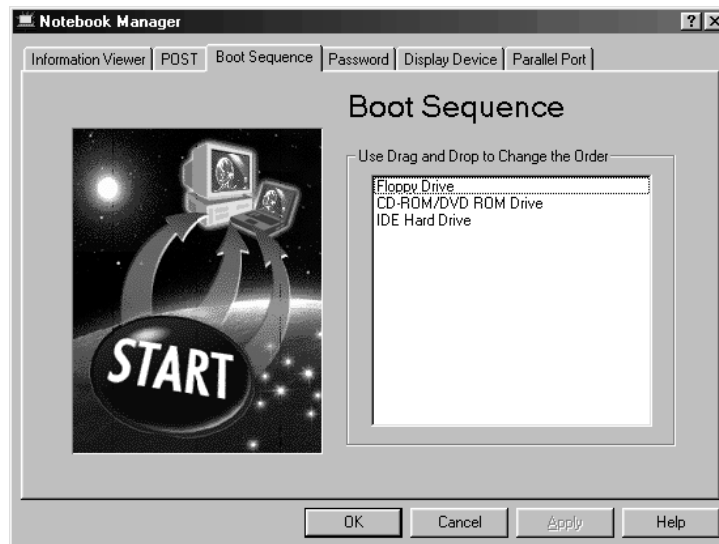 Notebook Manager
Information Viewer POST Boot Sequence Password Display Device Parallel Port
Boot Sequence
Use Drag and Drop to Change the Order
Floppy Drive
CD-ROM/DVD ROM Drive
IDE Hard Drive
START
OK Cancel Apply Help